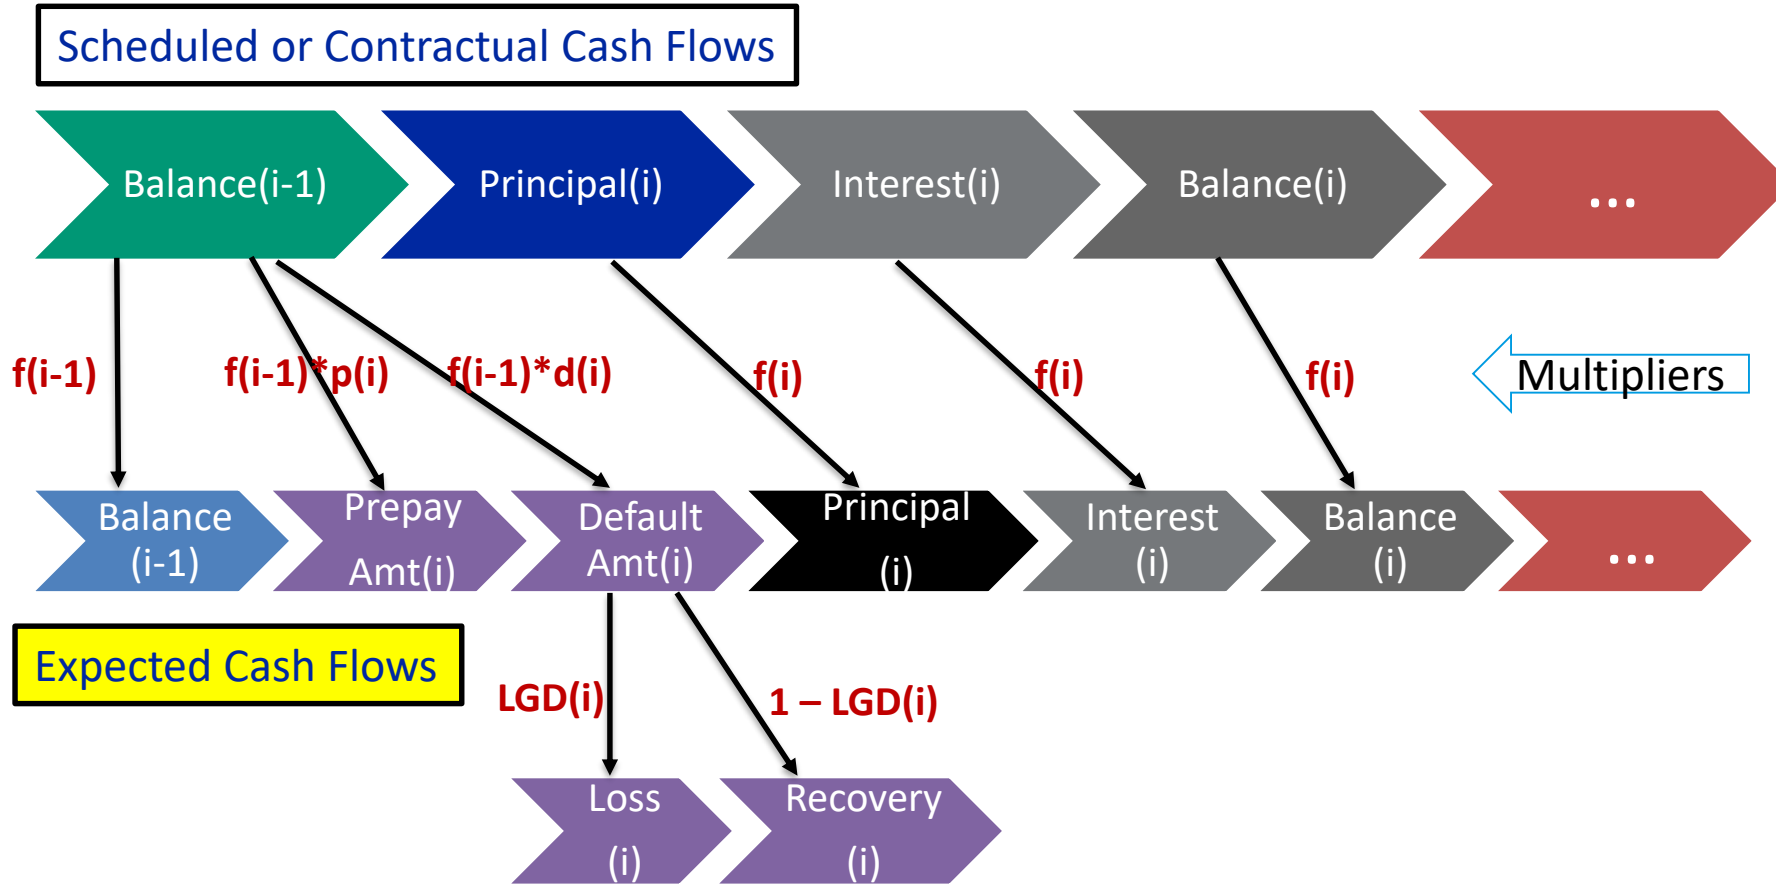 Scheduled or Contractual Cash Flows
Balance(i-1)
Principal(i)
Interest(i)
Balance(i)
...
f(i-1)
f(i-1)*p(i)
f(i-1)*d(i)
f(i)
f(i)
f(i)
Multipliers
Balance
(i-1)
Prepay
Amt(i)
Default
Amt(i)
Principal
(i)
Interest
(i)
Balance
(i)
...
Expected Cash Flows
LGD(i)
1 – LGD(i)
Loss
(i)
Recovery
(i)